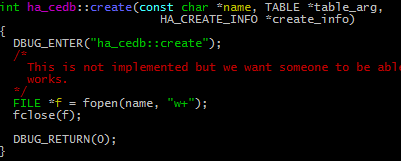 int ha_cedb::create(const char *name, TABLE *table_arg,
HA_CREATE_INFO *create_info)
{
DBUG_ENTER("ha_cedb::create");
/*
This is not implemented but we want someone to be able
works.
*/
FILE *f = fopen(name, "w+");
fclose(f);
DBUG_RETURN(0);
}